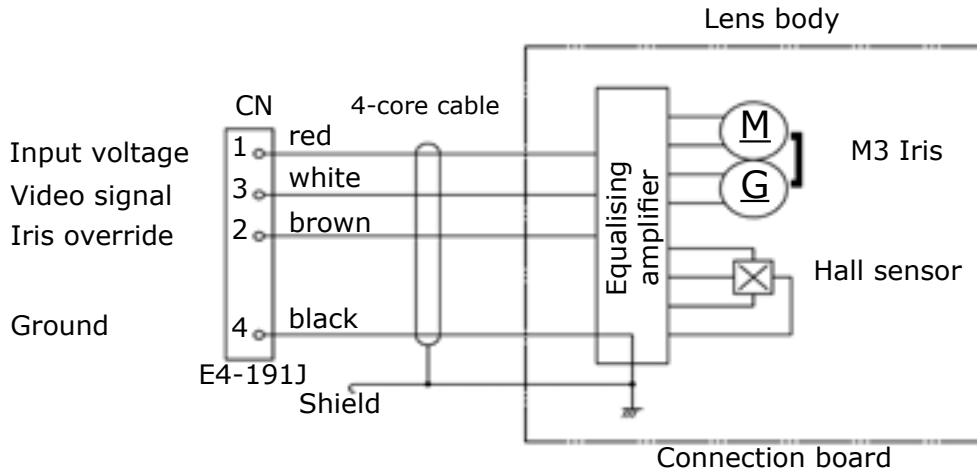 Lens body
CN
4-core cable
Input voltage
1
red
Video signal
3
white
Iris override
2
brown
Ground
4
black
E4-191J
Shield
Equalising
amplifier
M
G
M3 Iris
Hall sensor
Connection board